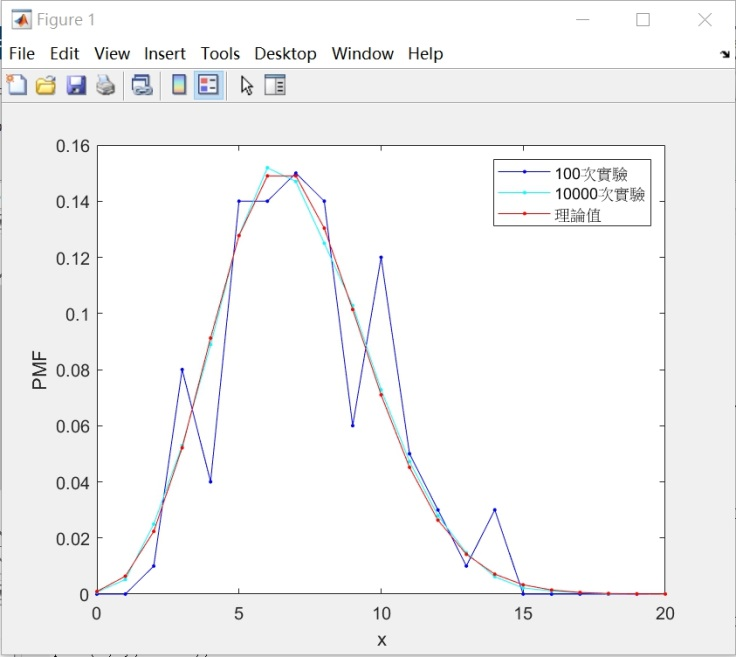 Figure 1
File Edit View Insert Tools Desktop Window Help
0.16
0.14
0.12
0.1
0.08
0.06
0.04
0.02
0
PMF
100次實驗
10000次實驗
理論值
0 5 10 15 20
x